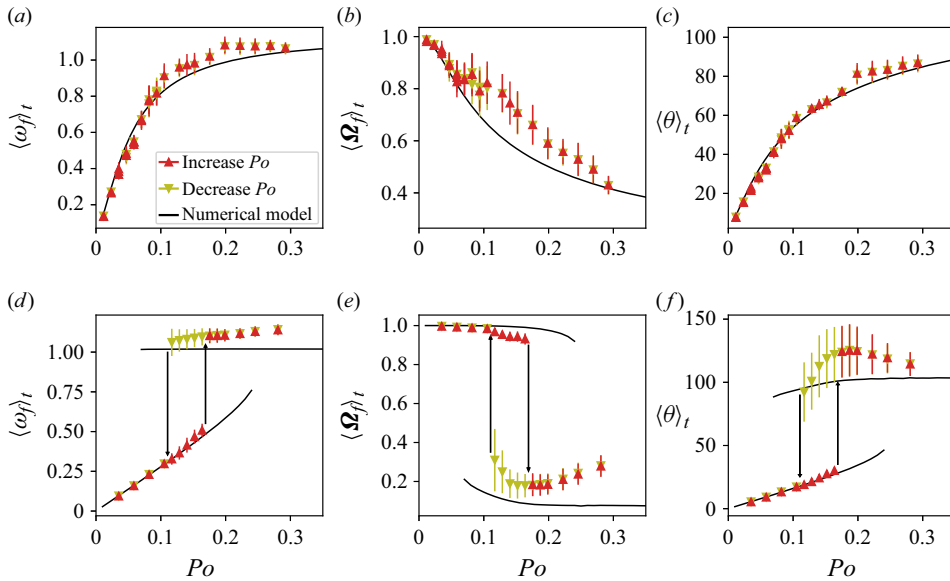 (a) (b) (c)
⟨ω_f⟩_t
1.0
0.8
0.6
0.4
0.2
0 0.1 0.2 0.3
Increase Po
Decrease Po
Numerical model
⟨Ω_f⟩_t
1.0
0.8
0.6
0.4
0 0.1 0.2 0.3
⟨θ⟩_t
100
80
60
40
20
0 0.1 0.2 0.3
(d) (e) (f)
⟨ω_f⟩_t
1.00
0.75
0.50
0.25
0
0 0.1 0.2 0.3
Po
⟨Ω_f⟩_t
1.0
0.8
0.6
0.4
0.2
0 0.1 0.2 0.3
Po
⟨θ⟩_t
150
100
50
0
0 0.1 0.2 0.3
Po